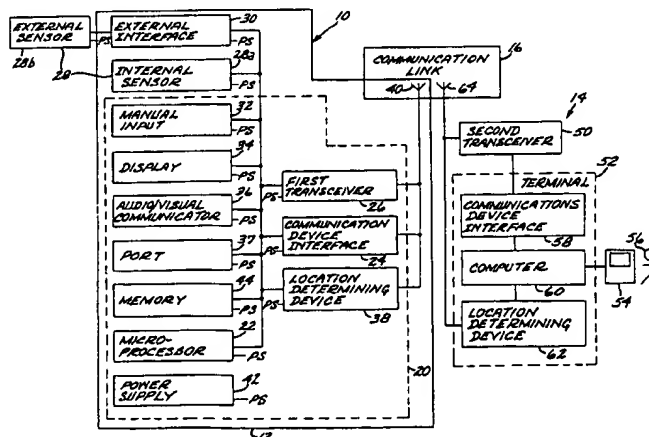 EXTERNAL SENSOR
28b
28
PS
EXTERNAL INTERFACE
30
PS
INTERNAL SENSOR
28a
PS
MANUAL INPUT
32
PS
DISPLAY
34
PS
AUDIO/VISUAL COMMUNICATOR
36
PS
PORT
37
PS
MEMORY
44
PS
MICRO-PROCESSOR
22
PS
POWER SUPPLY
42
PS
12
20
10
FIRST TRANSCEIVER
26
PS
COMMUNICATION DEVICE INTERFACE
24
PS
LOCATION DETERMINING DEVICE
38
PS
COMMUNICATION LINK
16
40
64
14
SECOND TRANSCEIVER
50
TERMINAL
52
COMMUNICATIONS DEVICE INTERFACE
58
COMPUTER
60
LOCATION DETERMINING DEVICE
62
54
56